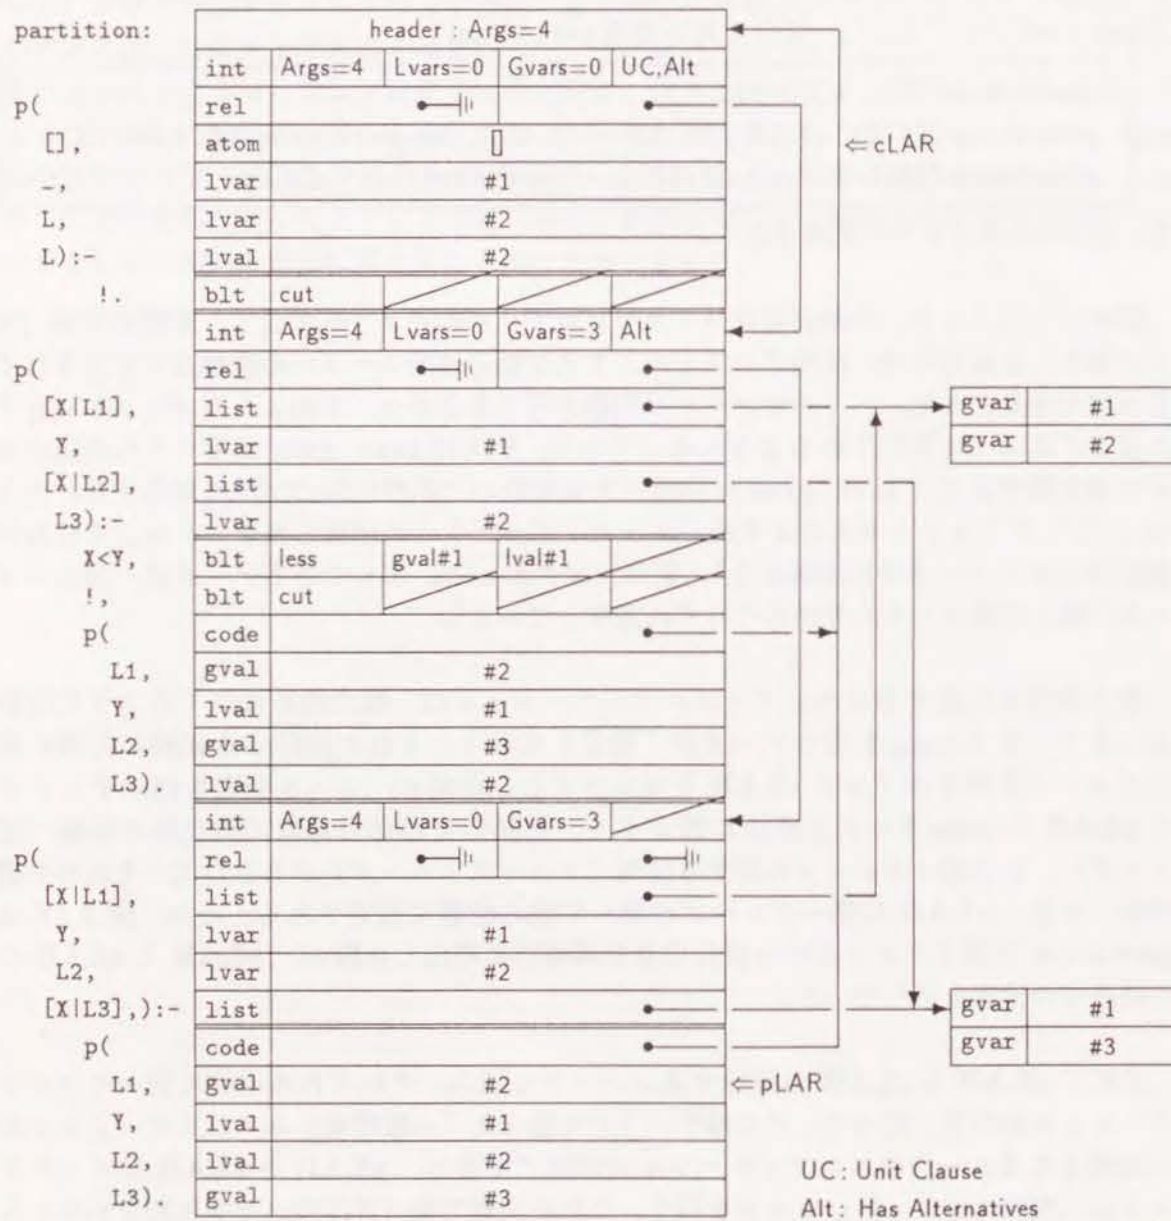 partition: header : Args=4
int Args=4 Lvars=0 Gvars=0 UC,Alt
p( rel
[], atom [] ⇐cLAR
_, lvar #1
L, lvar #2
L):- lval #2
!. blt cut
int Args=4 Lvars=0 Gvars=3 Alt
p( rel
[X|L1], list gvar #1
Y, lvar #1 gvar #2
[X|L2], list
L3):- lvar #2
X<Y, blt less gval#1 lval#1
!, blt cut
p( code
L1, gval #2
Y, lval #1
L2, gval #3
L3). lval #2
int Args=4 Lvars=0 Gvars=3
p( rel
[X|L1], list
Y, lvar #1
L2, lvar #2
[X|L3],):- list gvar #1
p( code gvar #3
L1, gval #2 ⇐pLAR
Y, lval #1
L2, lval #2
L3). gval #3
UC: Unit Clause
Alt: Has Alternatives